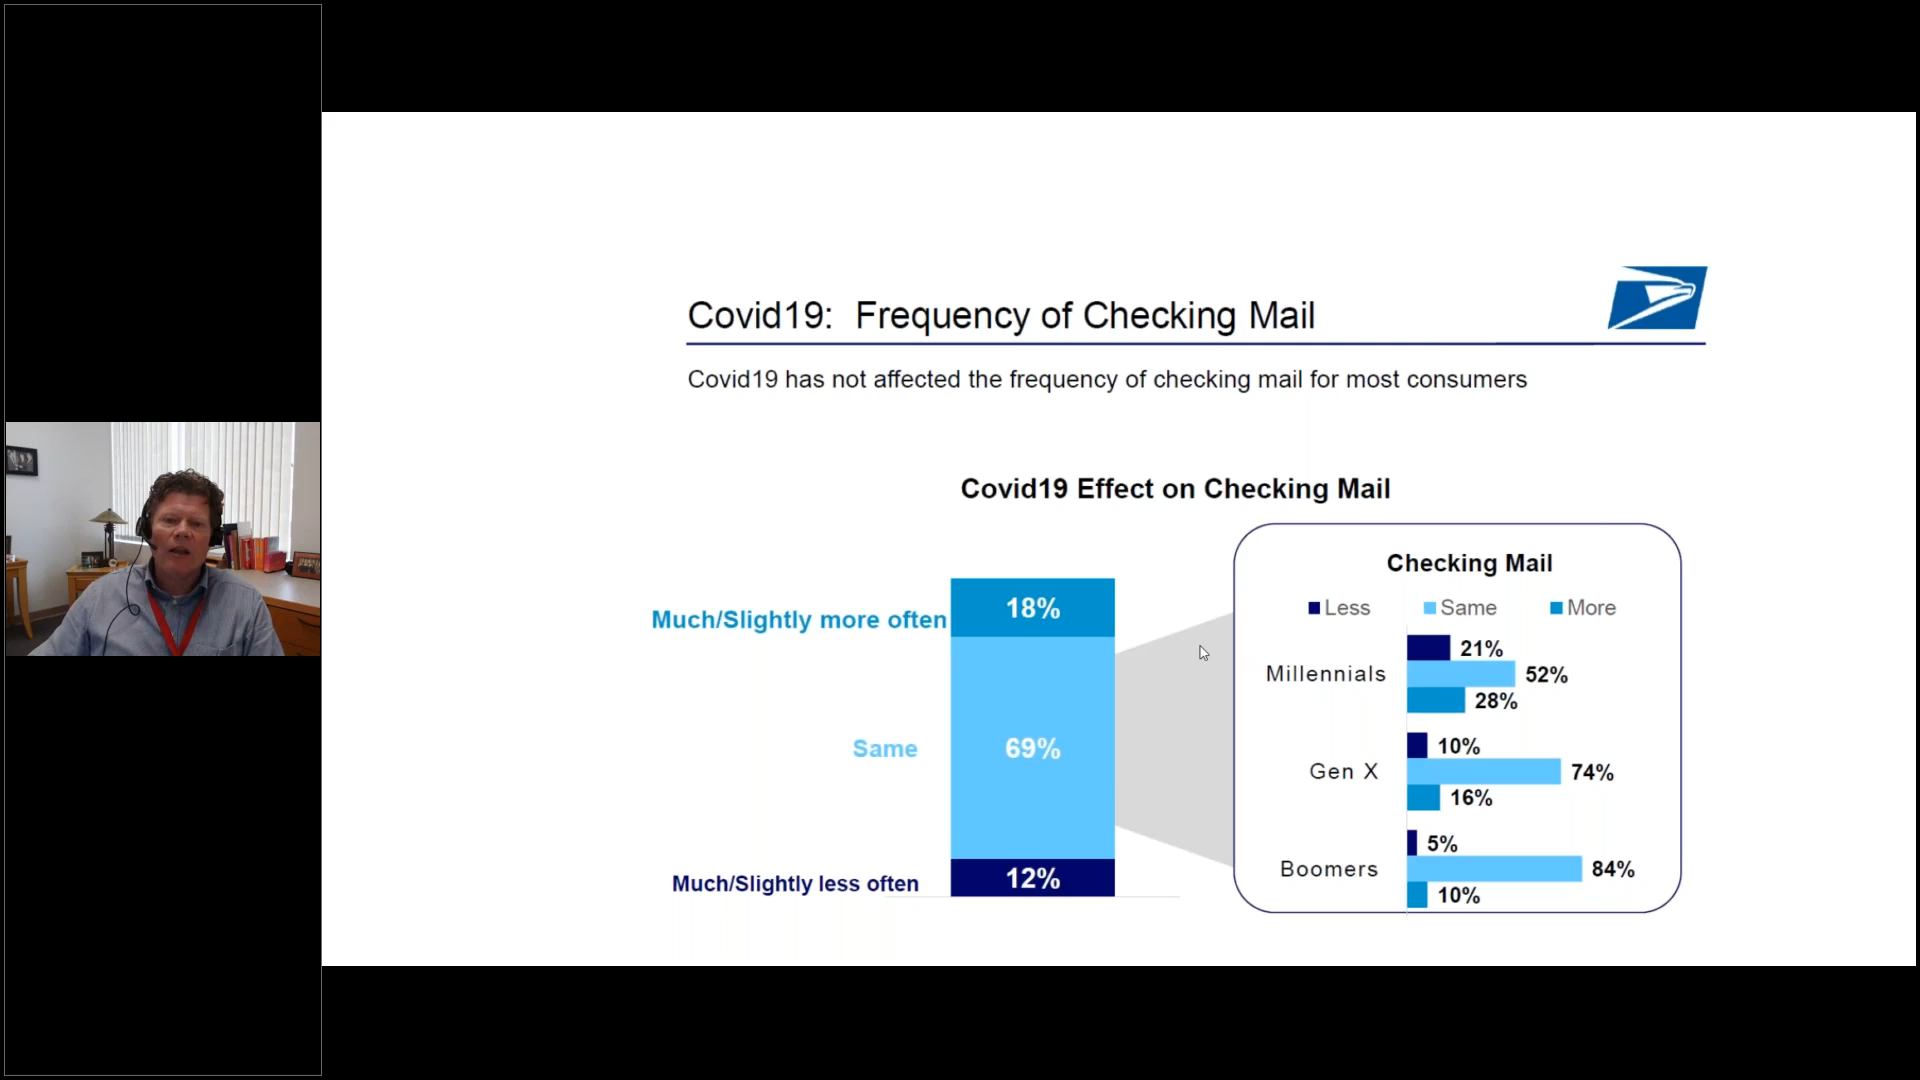 Covid19: Frequency of Checking Mail
Covid19 has not affected the frequency of checking mail for most consumers
Covid19 Effect on Checking Mail
Much/Slightly more often
18%
Same
69%
Much/Slightly less often
12%
Checking Mail
Less Same More
Millennials
21%
52%
28%
Gen X
10%
74%
16%
Boomers
5%
84%
10%